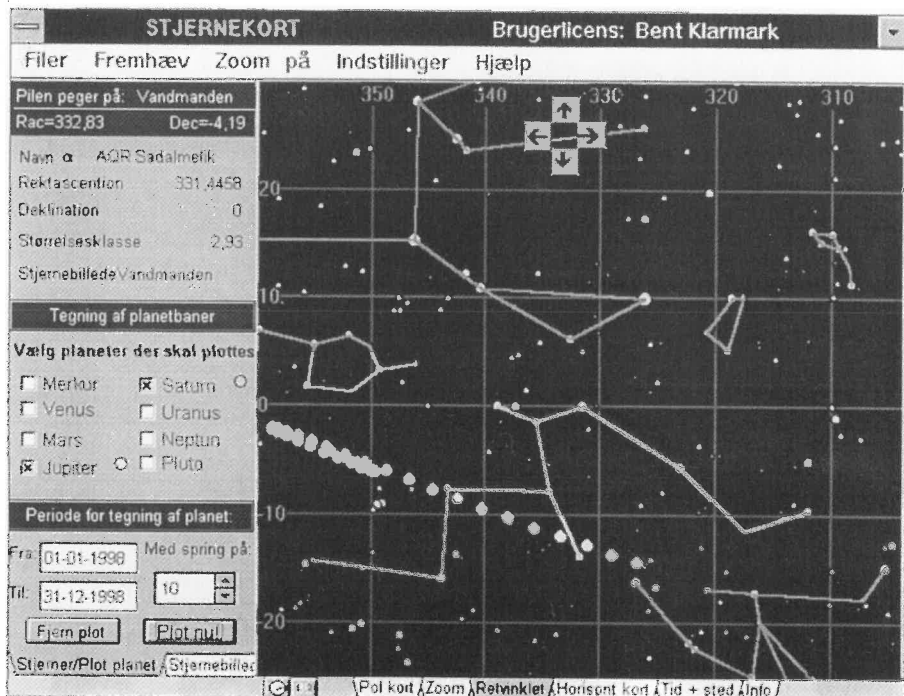 STJERNEKORT Brugerlicens: Bent Klarmark
Filer Fremhæv Zoom på Indstillinger Hjælp
Pilen peger på: Vandmanden
Rac=332,83 Dec=-4,19
Navn α AQR Sadalmelik
Rektascention 331,4458
Deklination 0
Størrelsesklasse 2,93
Stjernebillede Vandmanden
Tegning af planetbaner
Vælg planeter der skal plottes
Merkur Saturn
Venus Uranus
Mars Neptun
Jupiter Pluto
Periode for tegning af planet:
Fra: 01-01-1998 Med spring på:
Til: 31-12-1998 10
Fjern plot Plot nu!
Stjerner/Plot planet Stjernebilled
350 340 330 320 310
20
10
0
-10
-20
Pol kort Zoom Retvinklet Horisont kort Tid + sted Info